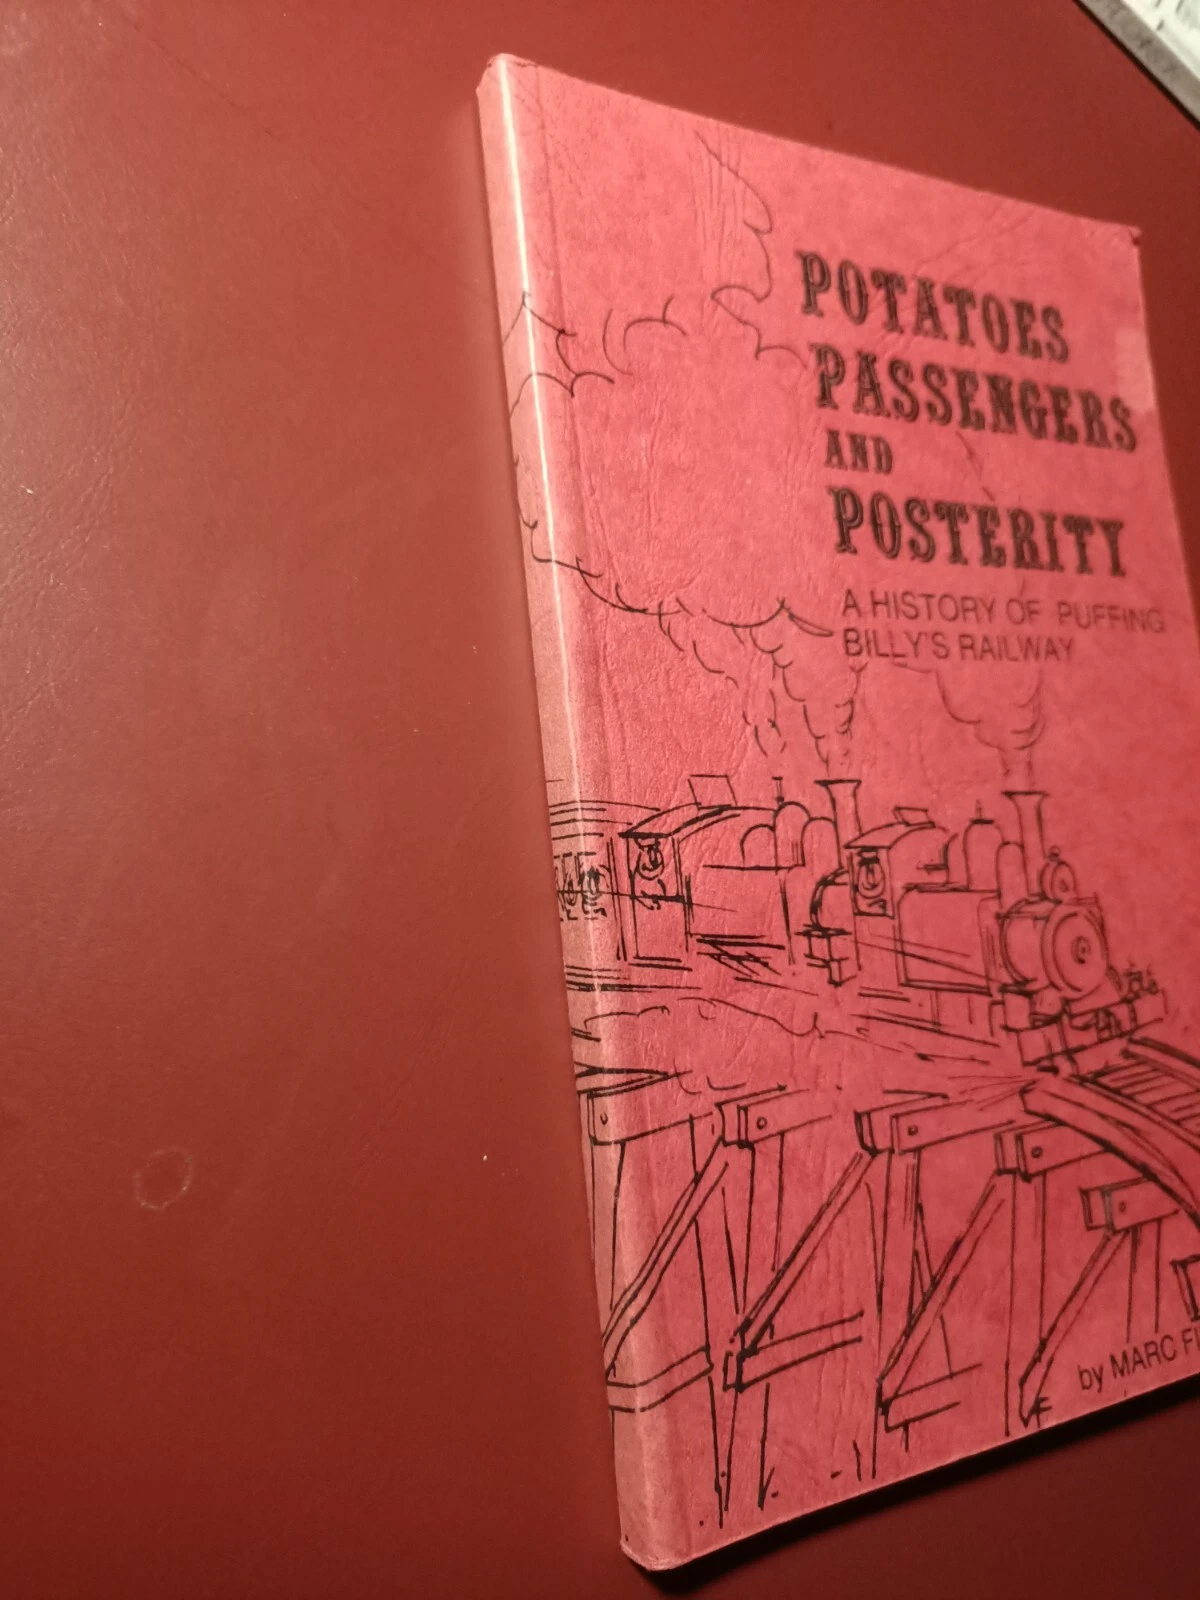 POTATOES
PASSENGERS
AND
POSTERITY
A HISTORY OF PUFFING
BILLY'S RAILWAY
by MARC